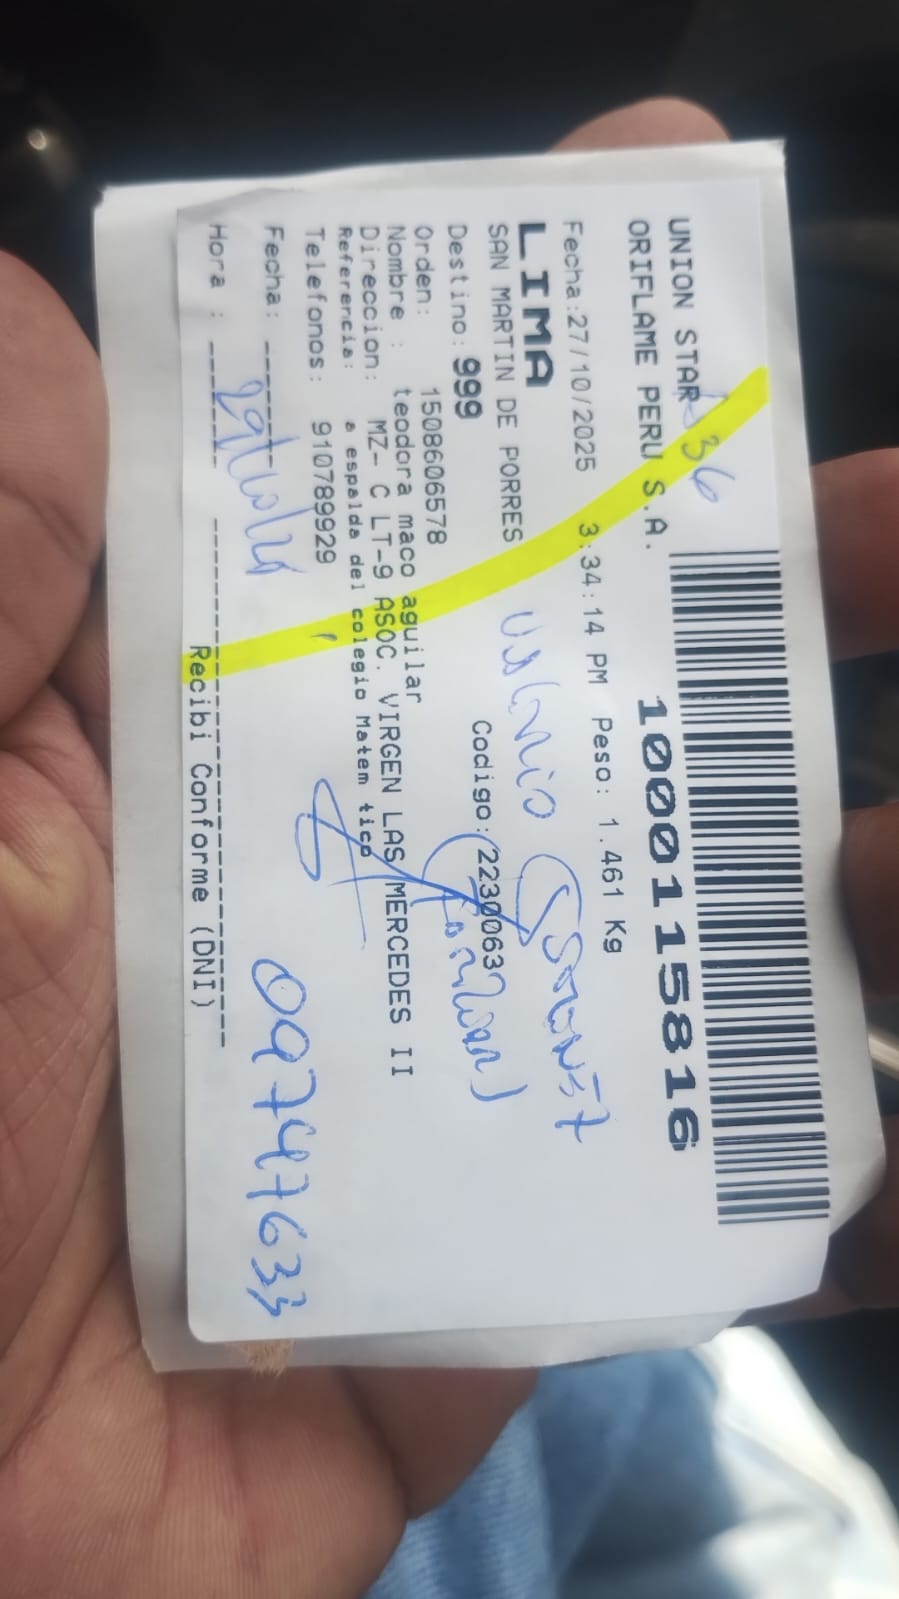 UNION STAR
ORIFLAME PERU S.A.
10001115816
Fecha:27/10/2025 3:34:14 PM Peso: 1.461 Kg
LIMA
SAN MARTIN DE PORRES
Destino: 999 Codigo: 2230063
Orden: 1508606578
Nombre : teodora maco aguilar
Direccion: MZ- C LT-9 ASOC. VIRGEN LAS MERCEDES II
Referencia: a espalda del colegio Matem tico
Telefonos: 910789929
Fecha:
09747633
Hora :
Recibi Conforme (DNI)